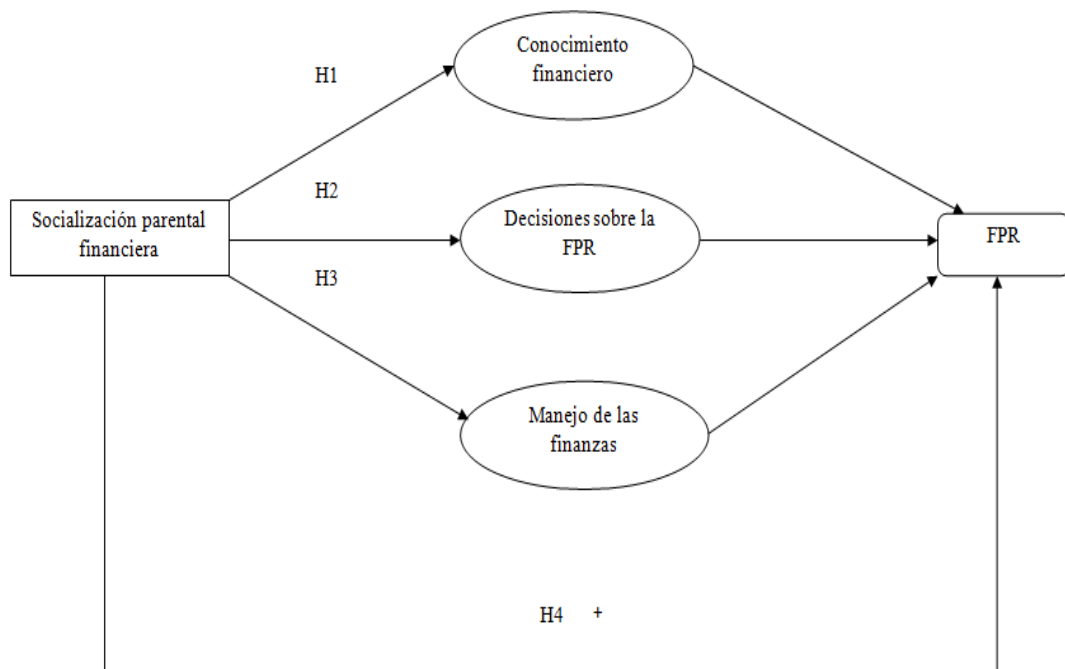 Conocimiento
financiero
H1
H2
Socialización parental
financiera
Decisiones sobre la
FPR
FPR
H3
Manejo de las
finanzas
H4 +